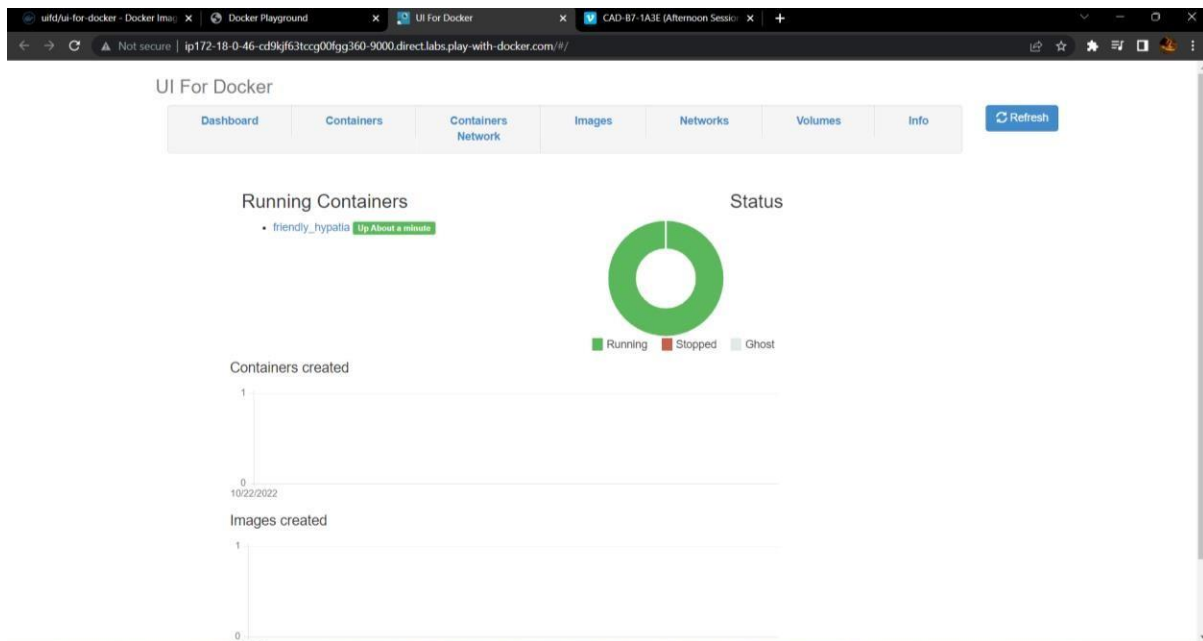 uifd/ui-for-docker - Docker Imag
Docker Playground
UI For Docker
CAD-B7-1A3E (Afternoon Session
Not secure | ip172-18-0-46-cd9kjf63tccg00fgg360-9000.direct.labs.play-with-docker.com/#/
UI For Docker
Dashboard
Containers
Containers
Network
Images
Networks
Volumes
Info
Refresh
Running Containers
friendly_hypatia Up About a minute
Status
Running Stopped Ghost
Containers created
1
0
10/22/2022
Images created
1
0